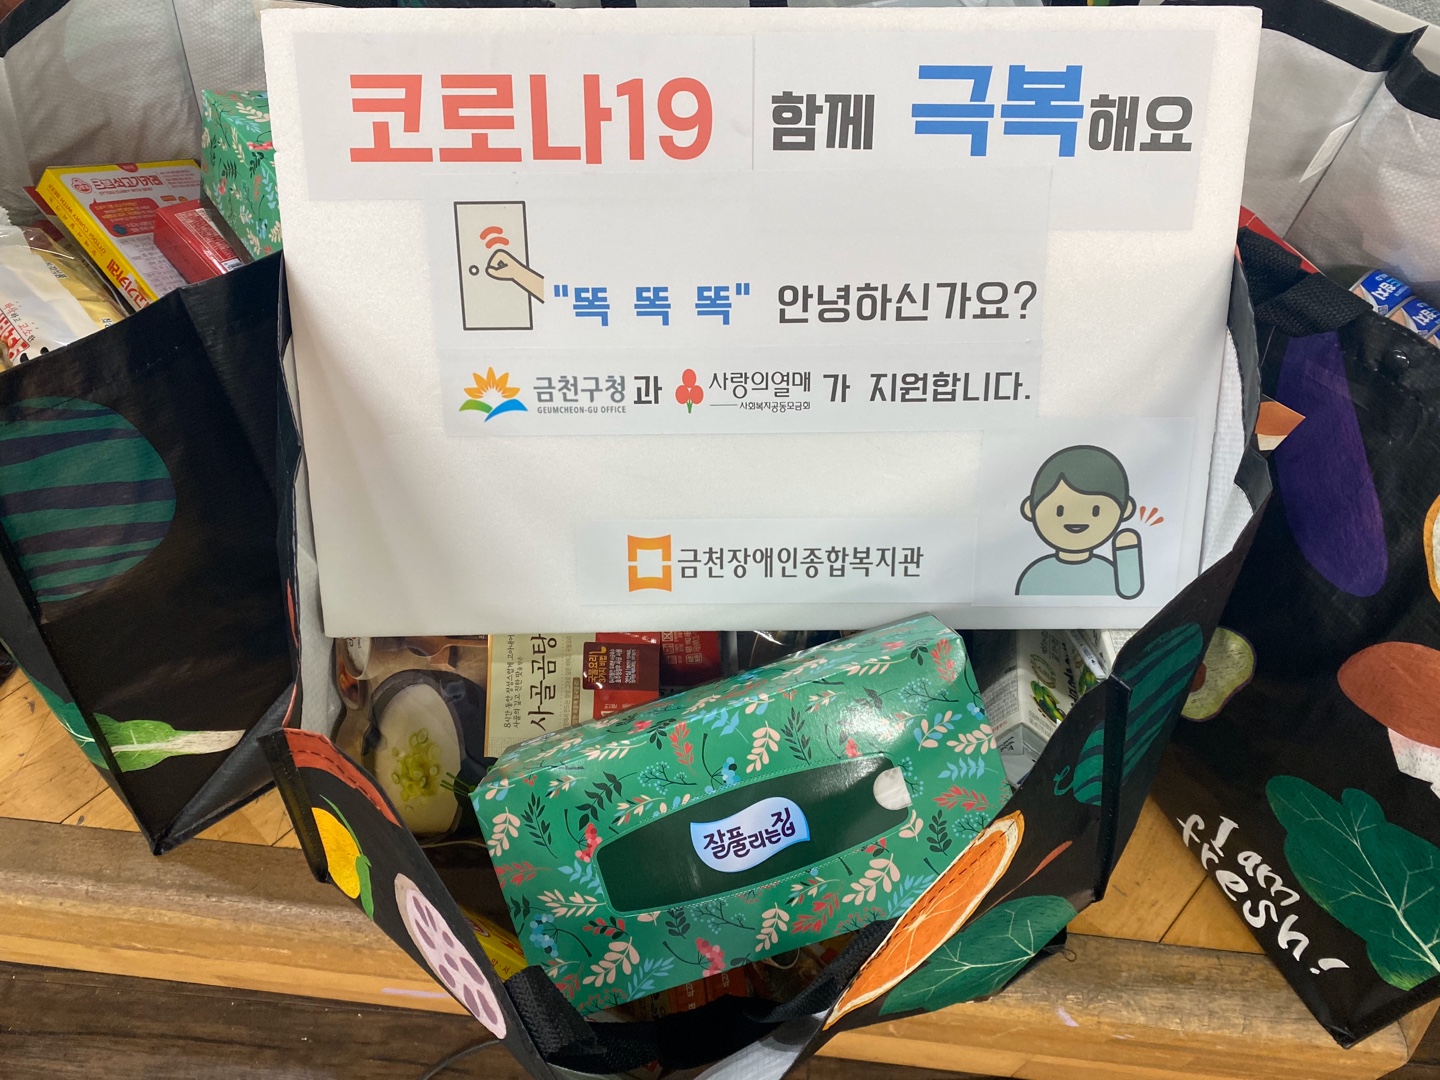 코로나19 함께 극복해요
"똑 똑 똑" 안녕하신가요?
금천구청과 사랑의열매가 지원합니다.
GEUMCHEON-GU OFFICE
사회복지공동모금회
금천장애인종합복지관
사골곰탕
잘풀리는집
I am
fresh!